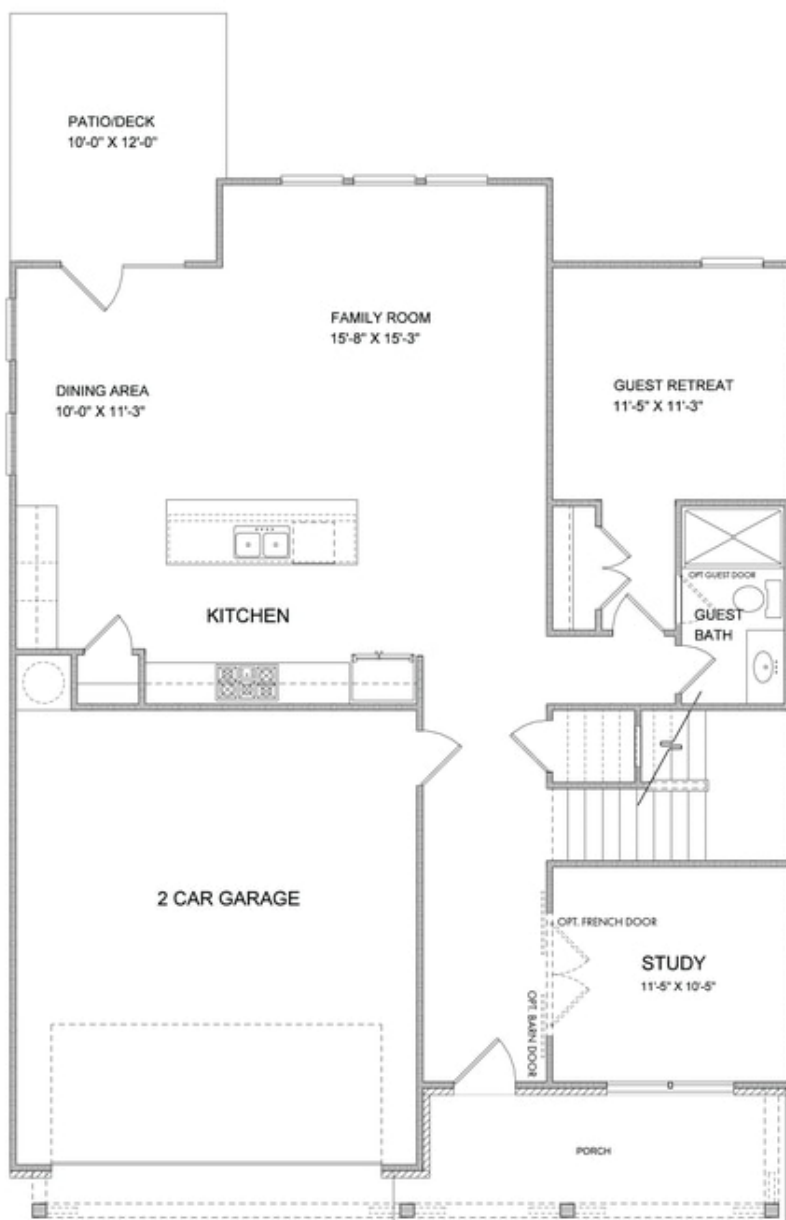 PATIO/DECK
10'-0" X 12'-0"
FAMILY ROOM
15'-8" X 15'-3"
DINING AREA
10'-0" X 11'-3"
GUEST RETREAT
11'-5" X 11'-3"
OPT GUEST DOOR
GUEST
BATH
KITCHEN
2 CAR GARAGE
OPT. FRENCH DOOR
STUDY
11'-5" X 10'-5"
OPT. BARN DOOR
PORCH